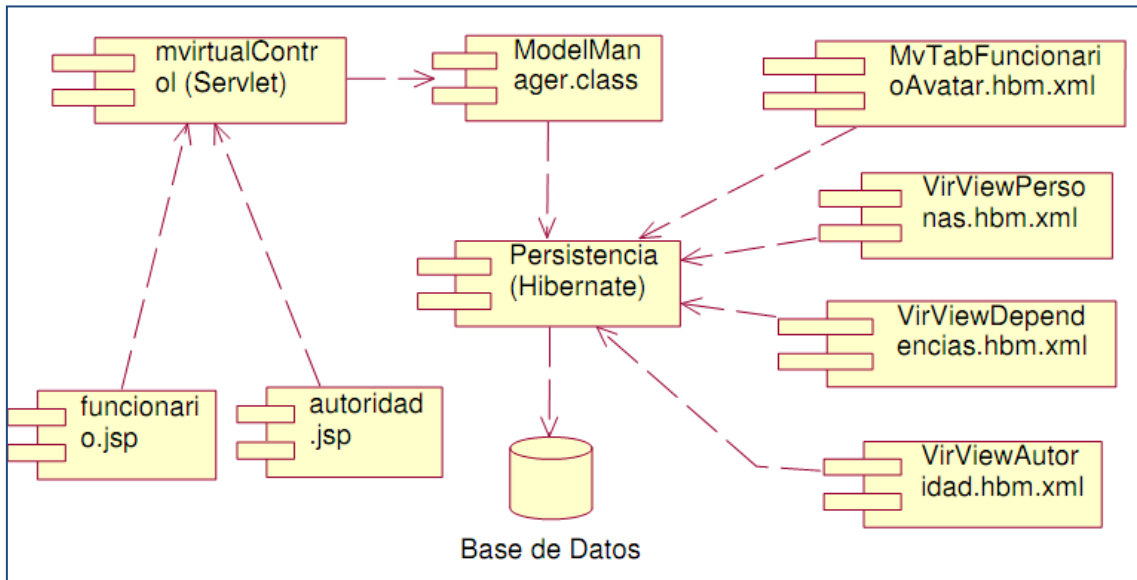 mvirtualContr
ol (Servlet)
ModelMan
ager.class
MvTabFuncionari
oAvatar.hbm.xml
VirViewPerso
nas.hbm.xml
Persistencia
(Hibernate)
VirViewDepend
encias.hbm.xml
funcionari
o.jsp
autoridad
.jsp
VirViewAutor
idad.hbm.xml
Base de Datos